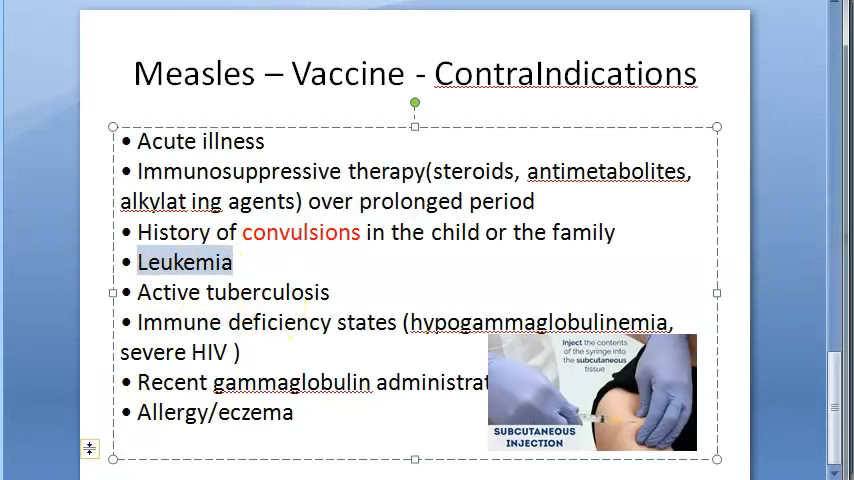 Measles – Vaccine - ContraIndications
• Acute illness
• Immunosuppressive therapy(steroids, antimetabolites,
alkylat ing agents) over prolonged period
• History of convulsions in the child or the family
• Leukemia
• Active tuberculosis
• Immune deficiency states (hypogammaglobulinemia,
severe HIV )
• Recent gammaglobulin administrat
• Allergy/eczema
Inject the contents
of the syringe into
the subcutaneous
tissue
SUBCUTANEOUS
INJECTION